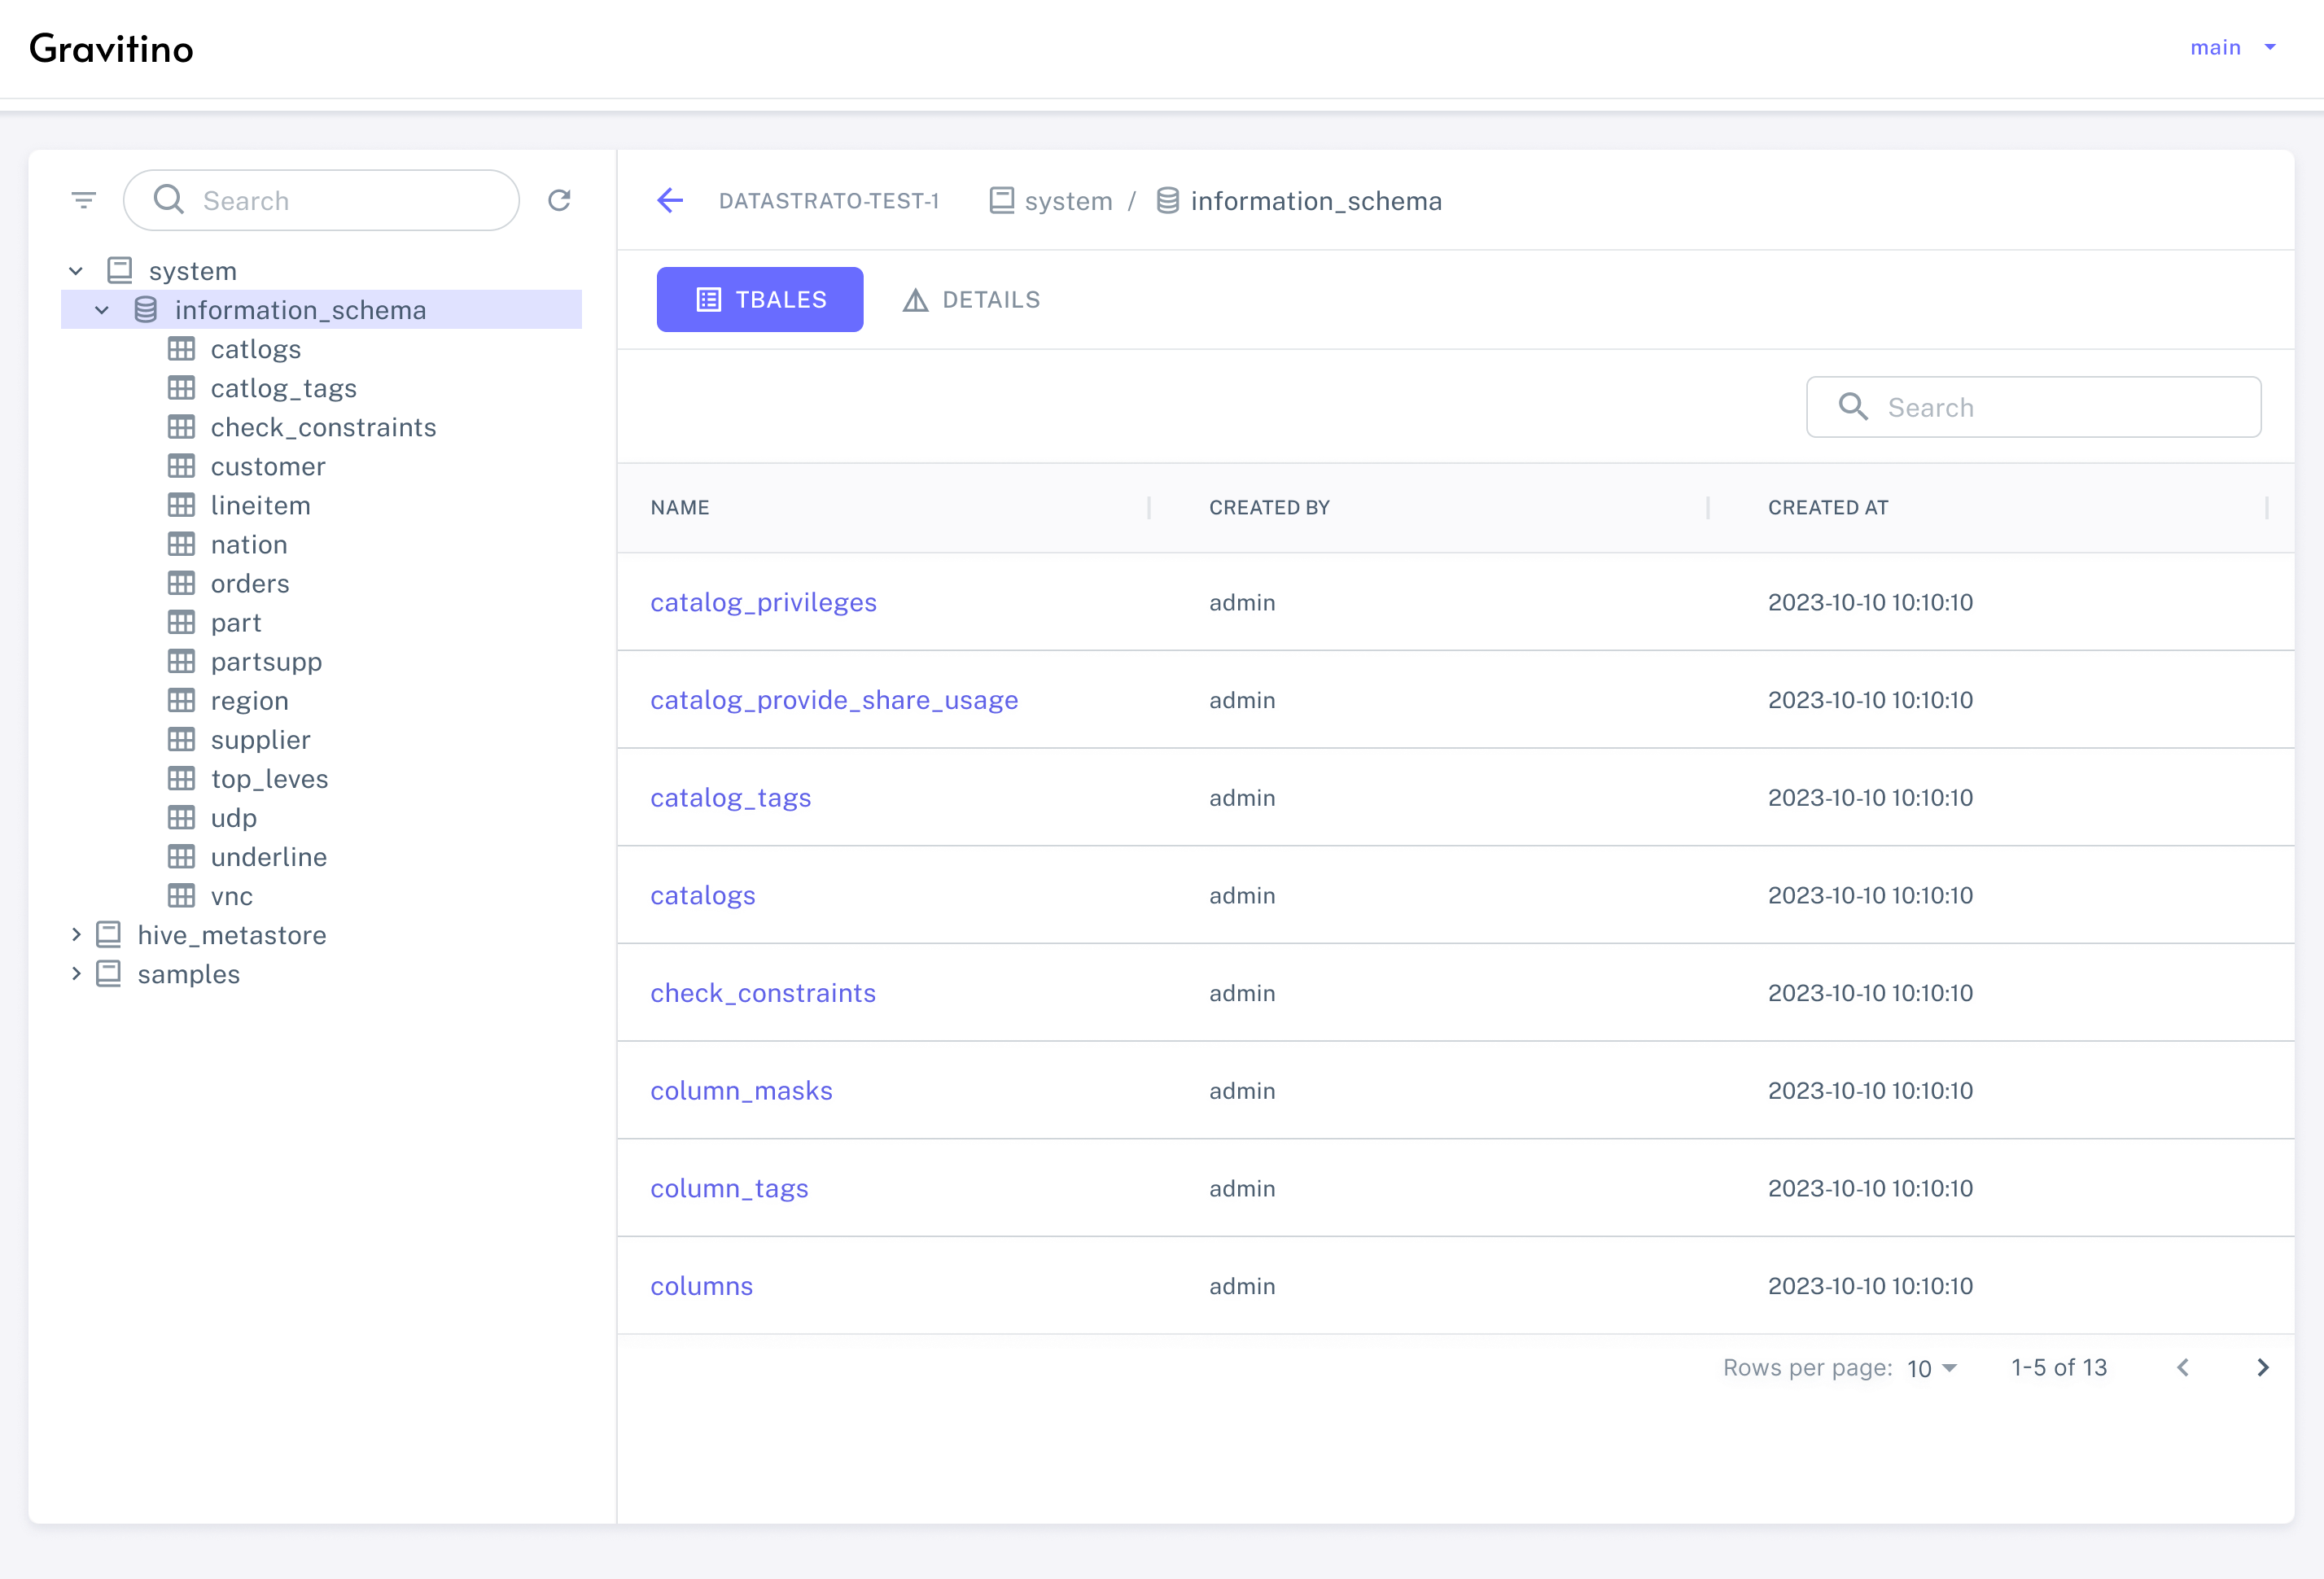 Gravitino
main
Search
system
information_schema
catlogs
catlog_tags
check_constraints
customer
lineitem
nation
orders
part
partsupp
region
supplier
top_leves
udp
underline
vnc
hive_metastore
samples
DATASTRATO-TEST-1 system / information_schema
TBALES DETAILS
Search
NAME CREATED BY CREATED AT
catalog_privileges admin 2023-10-10 10:10:10
catalog_provide_share_usage admin 2023-10-10 10:10:10
catalog_tags admin 2023-10-10 10:10:10
catalogs admin 2023-10-10 10:10:10
check_constraints admin 2023-10-10 10:10:10
column_masks admin 2023-10-10 10:10:10
column_tags admin 2023-10-10 10:10:10
columns admin 2023-10-10 10:10:10
Rows per page: 10 1-5 of 13